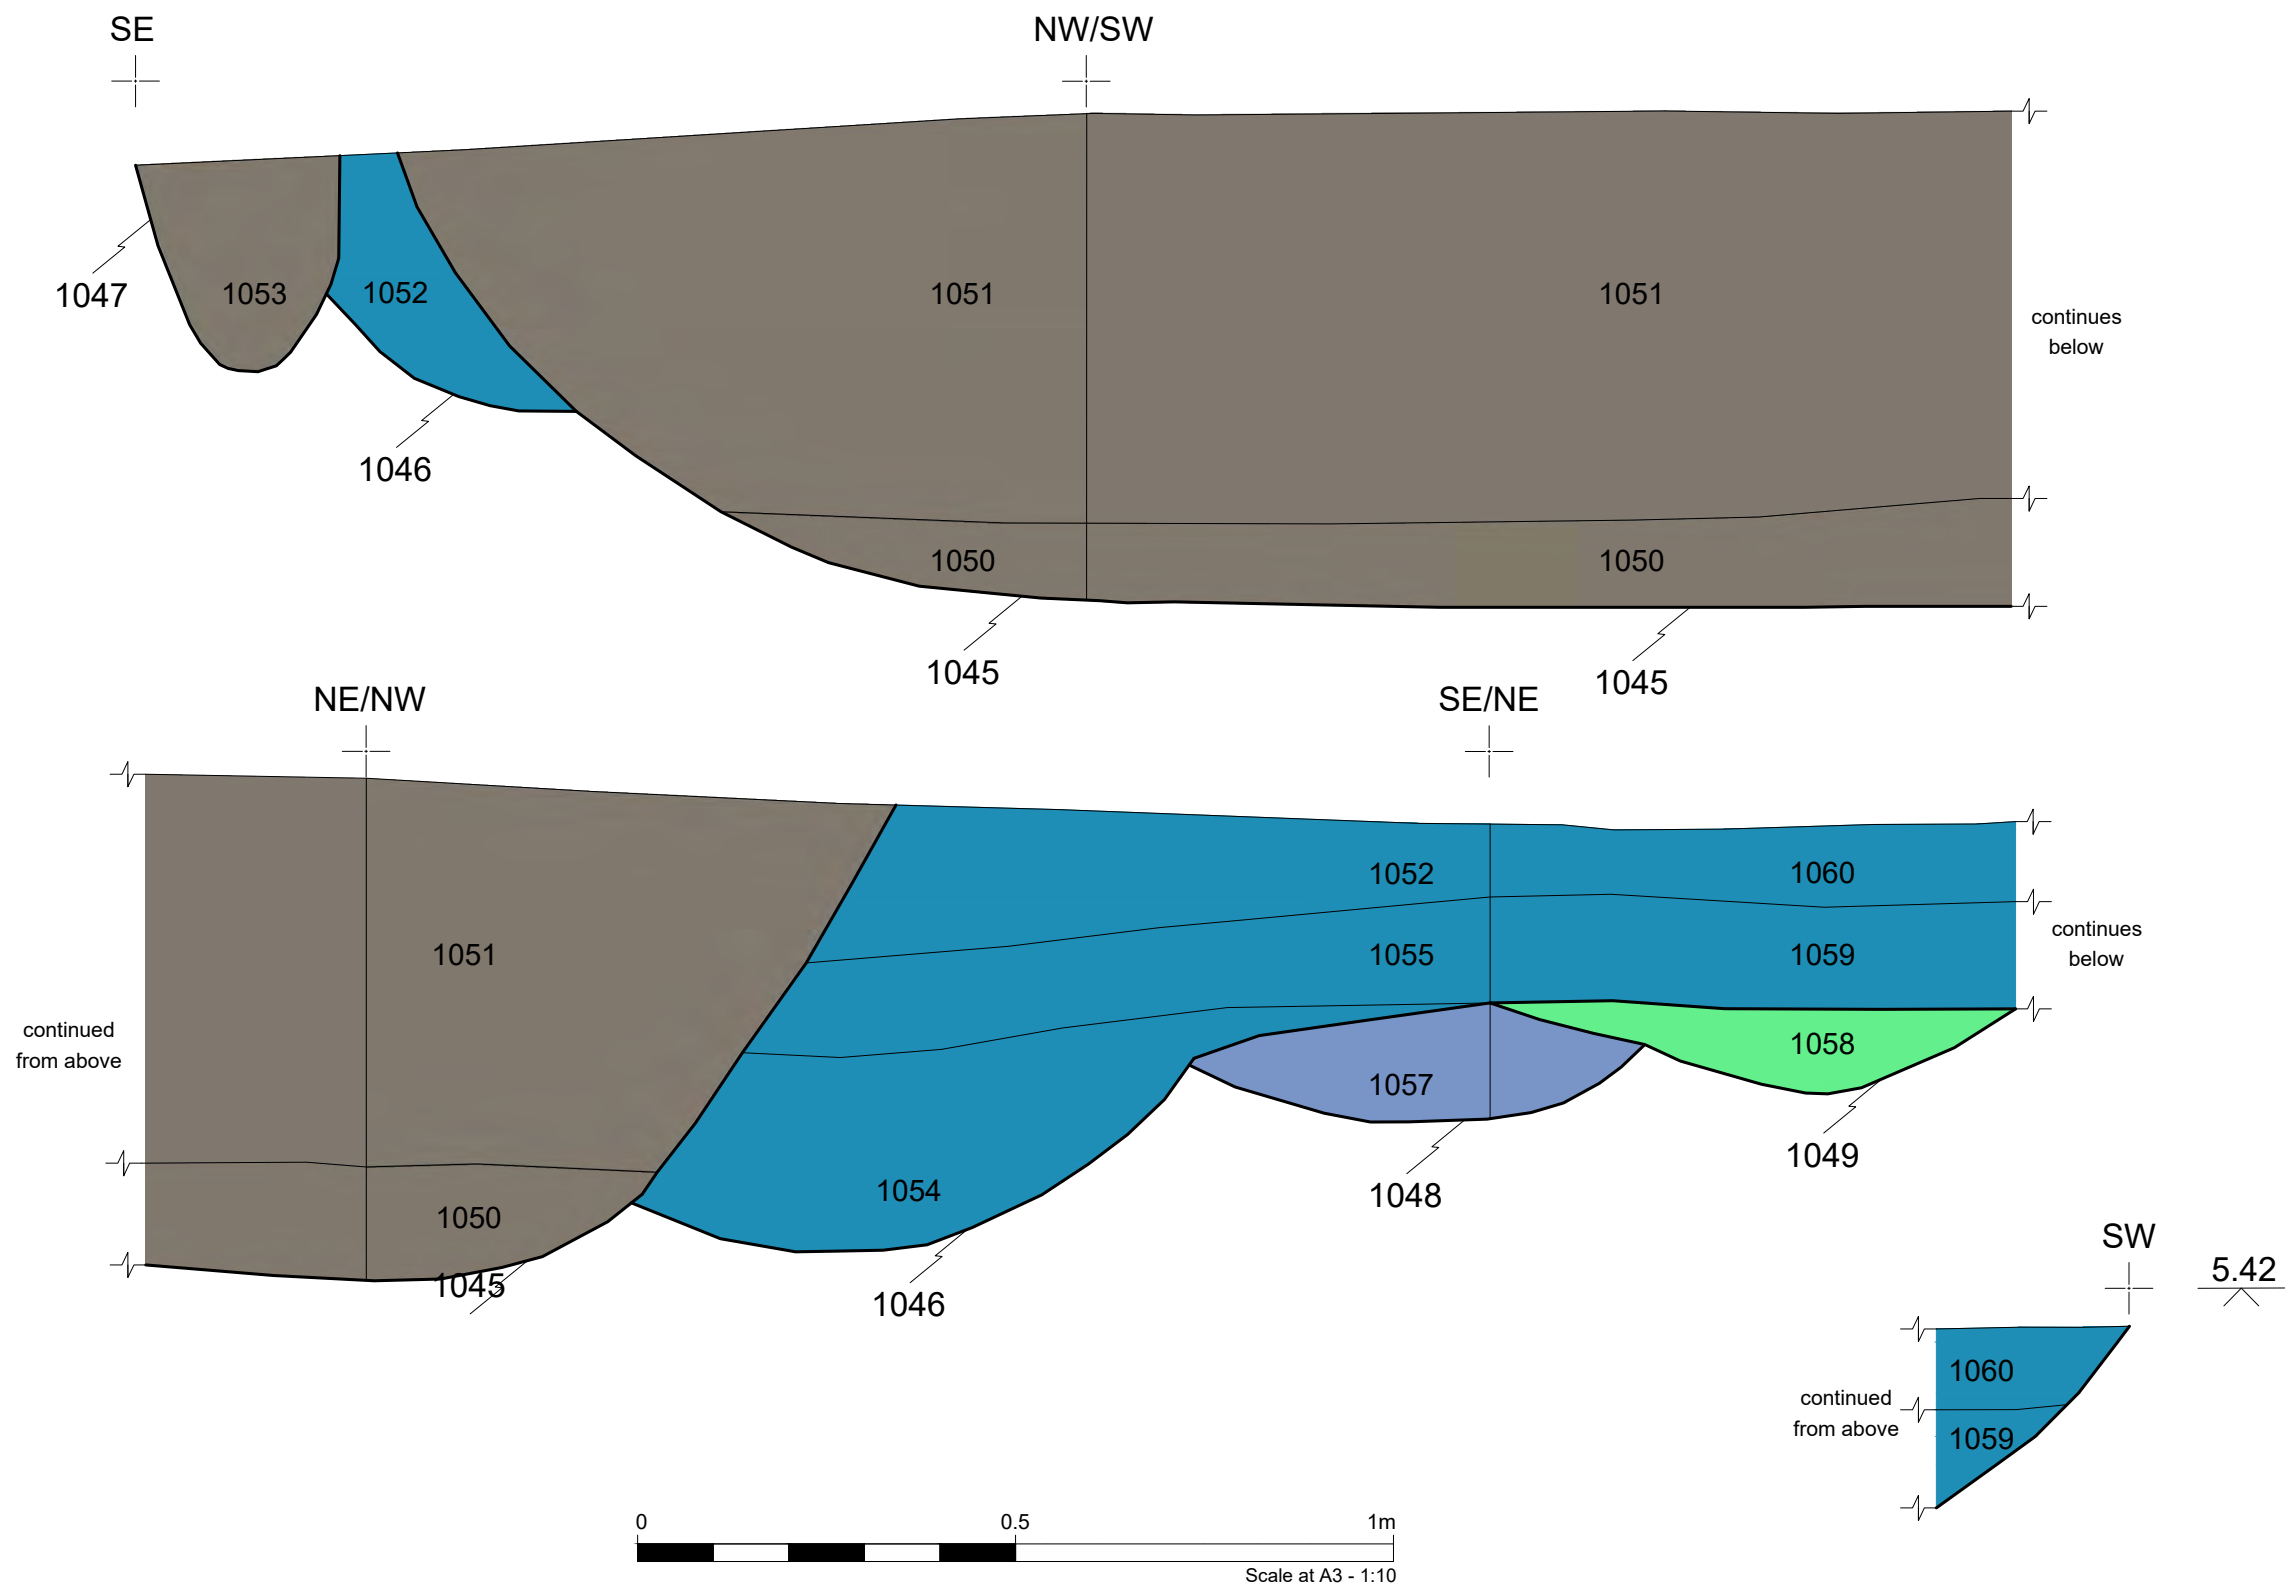 SE
NW/SW
1047
1053
1052
1051
1051
continues
below
1046
1050
1050
1045
1045
NE/NW
SE/NE
1052
1060
1051
1055
1059
continues
below
continued
from above
1058
1057
1049
1054
1048
1050
1045
1046
SW
5.42
1060
continued
from above
1059
0
0.5
1m
Scale at A3 - 1:10